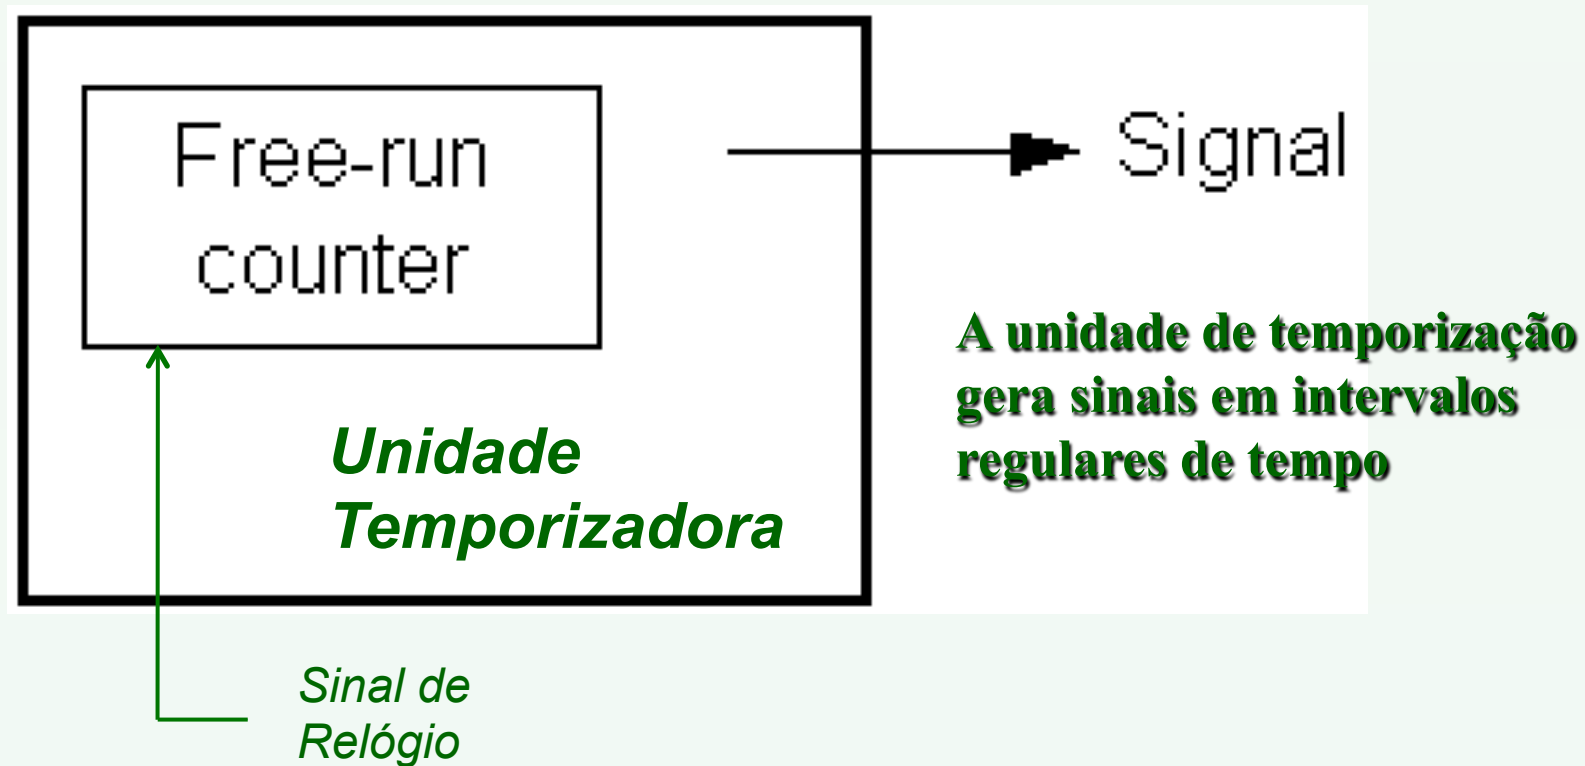 Free-run
counter
Signal
A unidade de temporização
gera sinais em intervalos
regulares de tempo
Unidade
Temporizadora
Sinal de
Relógio